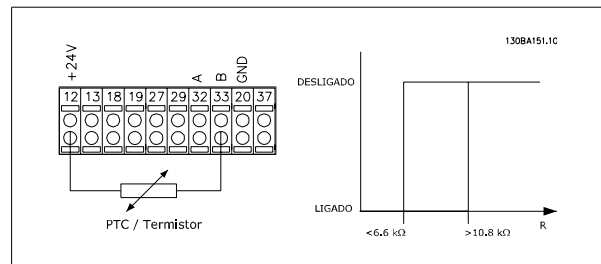 130BA151.10
+24V
A
B
GND
12 13 18 19 27 29 32 33 20 37
PTC / Termistor
DESLIGADO
LIGADO
<6.6 kΩ
>10.8 kΩ
R